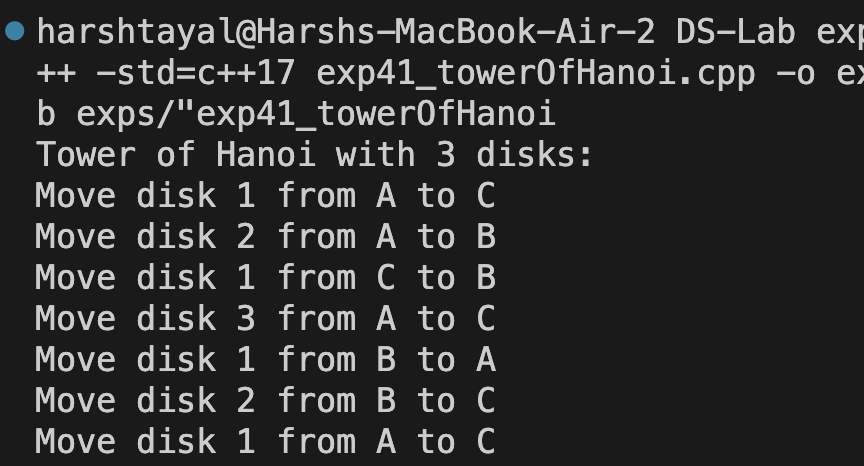 harshtayal@Harshs-MacBook-Air-2 DS-Lab exp
++ -std=c++17 exp41_towerOfHanoi.cpp -o ex
b exps/"exp41_towerOfHanoi
Tower of Hanoi with 3 disks:
Move disk 1 from A to C
Move disk 2 from A to B
Move disk 1 from C to B
Move disk 3 from A to C
Move disk 1 from B to A
Move disk 2 from B to C
Move disk 1 from A to C